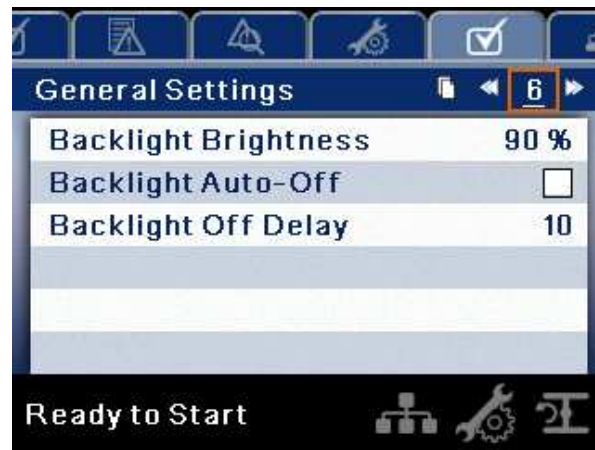 General Settings 6
Backlight Brightness 90 %
Backlight Auto-Off
Backlight Off Delay 10
Ready to Start